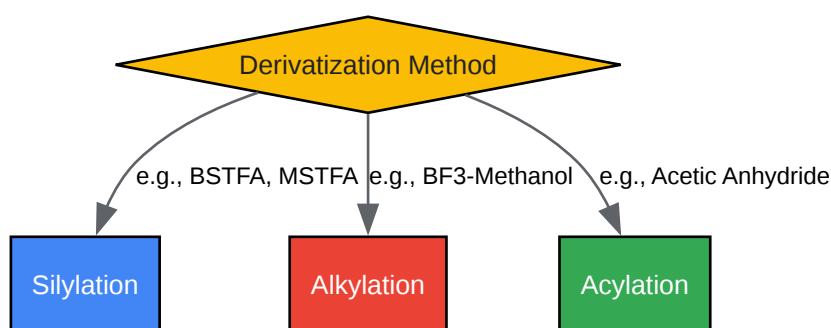 Derivatization Method
e.g., BSTFA, MSTFA
e.g., BF3-Methanol
e.g., Acetic Anhydride
Silylation
Alkylation
Acylation